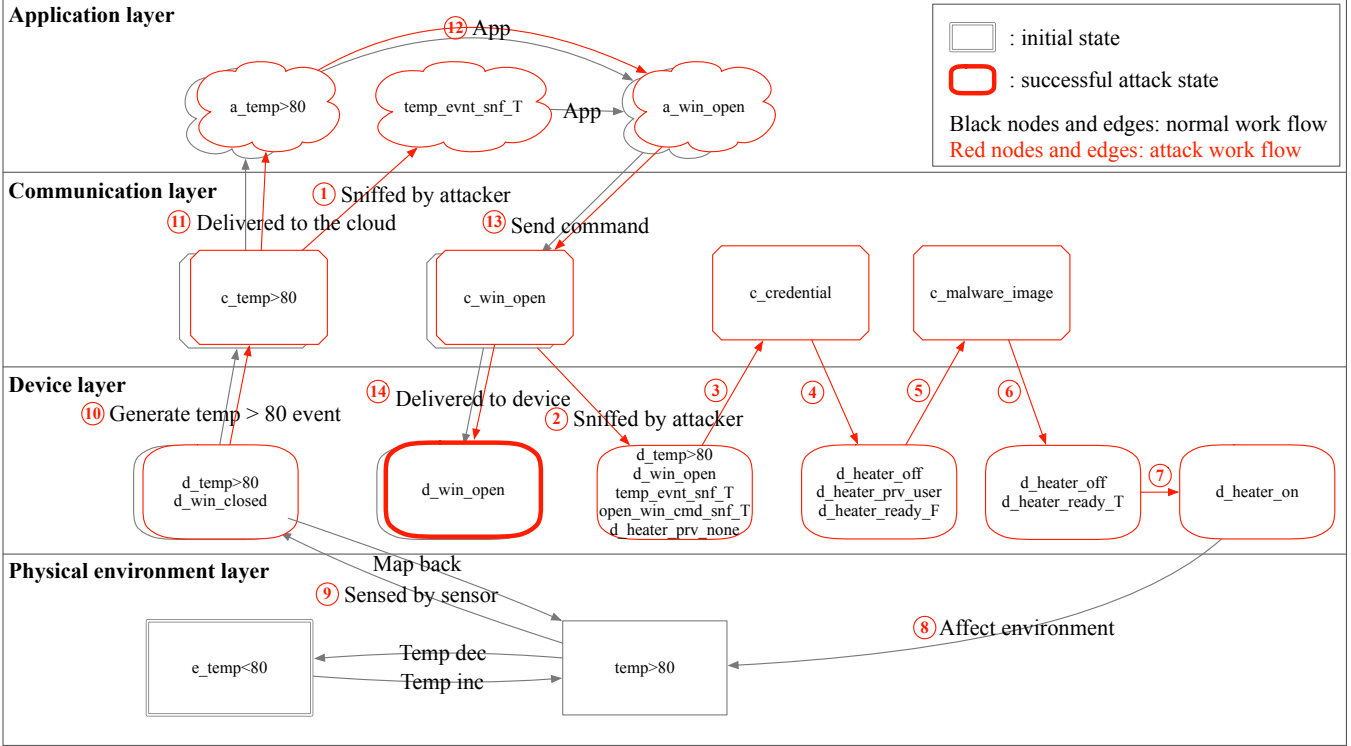 Application layer
12 App
a_temp>80
temp_evnt_snf_T
App
a_win_open
: initial state
: successful attack state
Black nodes and edges: normal work flow
Red nodes and edges: attack work flow
Communication layer
1 Sniffed by attacker
11 Delivered to the cloud
13 Send command
c_temp>80
c_win_open
c_credential
c_malware_image
Device layer
10 Generate temp > 80 event
14 Delivered to device
2 Sniffed by attacker
3
4
5
6
d_temp>80
d_win_closed
d_win_open
d_temp>80
d_win_open
temp_evnt_snf_T
open_win_cmd_snf_T
d_heater_prv_none
d_heater_off
d_heater_prv_user
d_heater_ready_F
d_heater_off
d_heater_ready_T
7
d_heater_on
Physical environment layer
Map back
9 Sensed by sensor
8 Affect environment
e_temp<80
Temp dec
Temp inc
temp>80